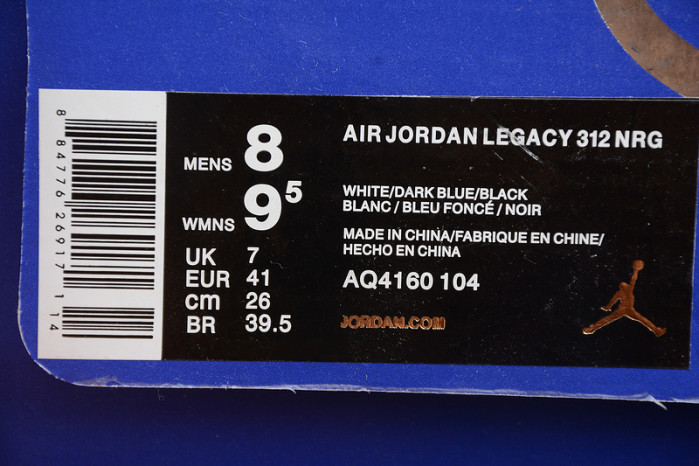 8 84776 26917 1 14
MENS 8
WMNS 9⁵
UK 7
EUR 41
cm 26
BR 39.5
AIR JORDAN LEGACY 312 NRG
WHITE/DARK BLUE/BLACK
BLANC / BLEU FONCÉ / NOIR
MADE IN CHINA/FABRIQUE EN CHINE/
HECHO EN CHINA
AQ4160 104
JORDAN.COM